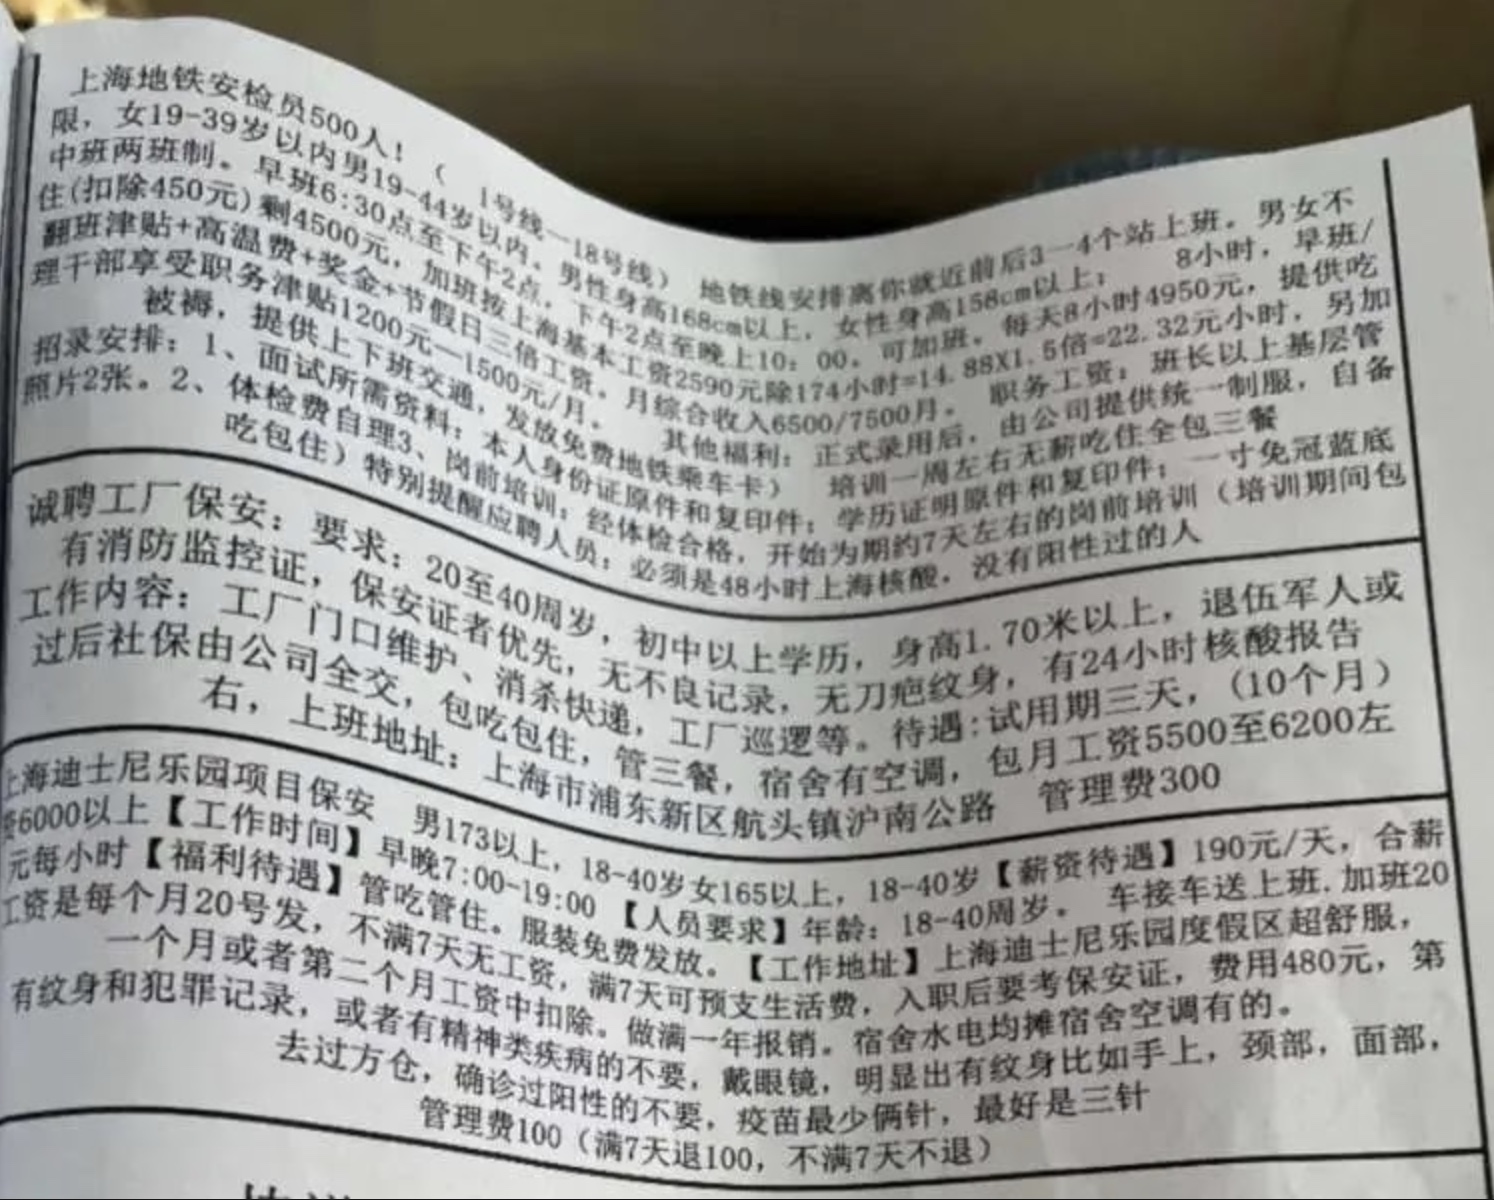 上海地铁安检员500人！（ 1号线—18号线） 地铁线安排离你就近前后3—4个站上班。男女不
限，女19-39岁以内男19-44岁以内。男性身高168cm以上，女性身高158cm以上； 8小时，早班/
中班两班制。早班6:30点至下午2点，下午2点至晚上10：00。可加班。每天8小时4950元，提供吃
住(扣除450元)剩4500元，加班按上海基本工资2590元除174小时=14.88X1.5倍=22.32元小时，另加
翻班津贴+高温费+奖金+节假日三倍工资。月综合收入6500/7500月。 职务工资：班长以上基层管
理干部享受职务津贴1200元—1500元/月。 其他福利：正式录用后，由公司提供统一制服，自备
被褥，提供上下班交通，发放免费地铁乘车卡） 培训一周左右无薪吃住全包三餐
招录安排：1、面试所需资料：本人身份证原件和复印件；学历证明原件和复印件；一寸免冠蓝底
照片2张。2、体检费自理3、岗前培训：经体检合格，开始为期约7天左右的岗前培训（培训期间包
吃包住）特别提醒应聘人员：必须是48小时上海核酸，没有阳性过的人
诚聘工厂保安：要求：20至40周岁，初中以上学历，身高1.70米以上，退伍军人或
有消防监控证，保安证者优先，无不良记录，无刀疤纹身，有24小时核酸报告
工作内容：工厂门口维护、消杀快递，工厂巡逻等。待遇:试用期三天，(10个月）
过后社保由公司全交，包吃包住，管三餐，宿舍有空调，包月工资5500至6200左
右，上班地址：上海市浦东新区航头镇沪南公路 管理费300
上海迪士尼乐园项目保安 男173以上，18-40岁女165以上，18-40岁【薪资待遇】190元/天，合薪
资6000以上【工作时间】早晚7:00-19:00 【人员要求】年龄：18-40周岁。 车接车送上班.加班20
元每小时【福利待遇】管吃管住。服装免费发放。【工作地址】上海迪士尼乐园度假区超舒服，
工资是每个月20号发，不满7天无工资，满7天可预支生活费，入职后要考保安证，费用480元，第
一个月或者第二个月工资中扣除。做满一年报销。宿舍水电均摊宿舍空调有的。
有纹身和犯罪记录，或者有精神类疾病的不要，戴眼镜，明显出有纹身比如手上，颈部，面部，
去过方仓，确诊过阳性的不要，疫苗最少俩针，最好是三针
管理费100（满7天退100，不满7天不退）